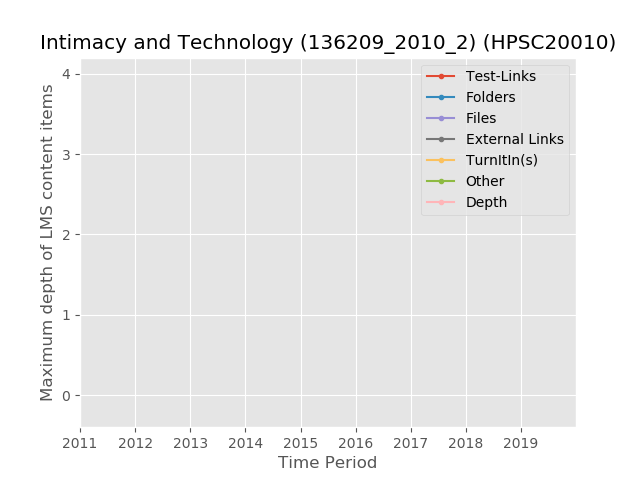 Intimacy and Technology (136209_2010_2) (HPSC20010)
Maximum depth of LMS content items
4
3
2
1
0
Test-Links
Folders
Files
External Links
TurnItIn(s)
Other
Depth
2011 2012 2013 2014 2015 2016 2017 2018 2019
Time Period